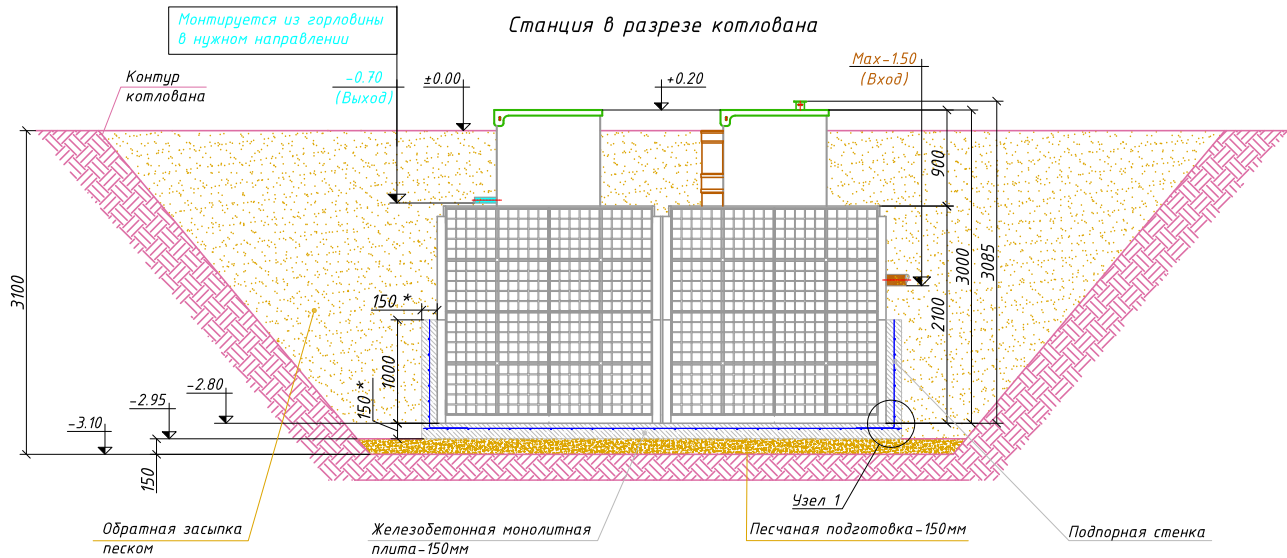 Станция в разрезе котлована
Монтируется из горловины
в нужном направлении
Контур
котлована
-0.70
(Выход)
±0.00
+0.20
Max-1.50
(Вход)
900
3000
3085
2100
3100
150 *
1000
150 *
-2.80
-2.95
-3.10
150
Узел 1
Обратная засыпка
песком
Железобетонная монолитная
плита-150мм
Песчаная подготовка-150мм
Подпорная стенка